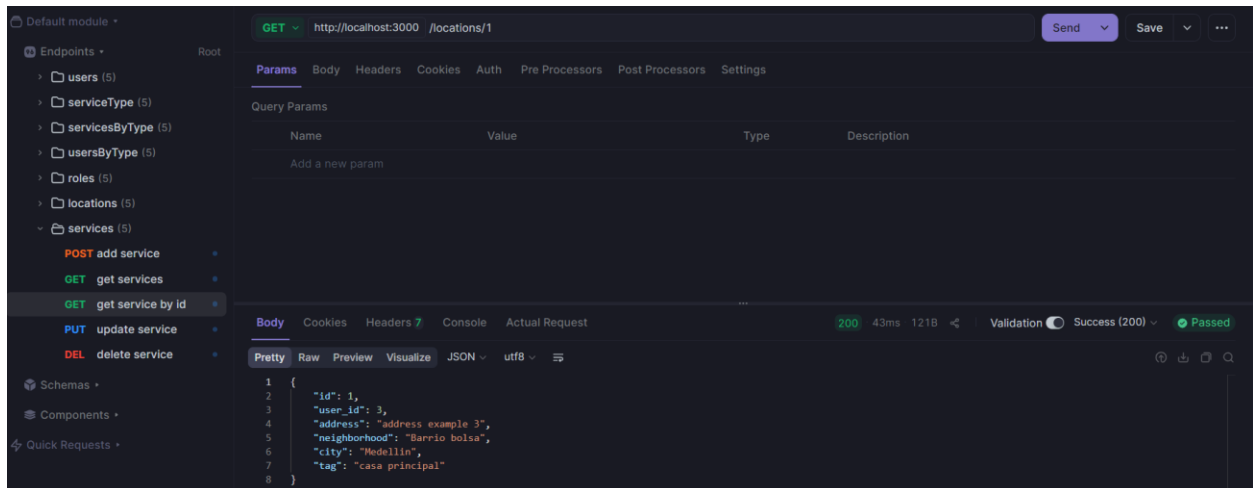 Default module
Endpoints Root
users (5)
serviceType (5)
servicesByType (5)
usersByType (5)
roles (5)
locations (5)
services (5)
POST add service
GET get services
GET get service by id
PUT update service
DEL delete service
Schemas
Components
Quick Requests
GET http://localhost:3000 /locations/1 Send Save
Params Body Headers Cookies Auth Pre Processors Post Processors Settings
Query Params
Name Value Type Description
Add a new param
Body Cookies Headers 7 Console Actual Request 200 43ms 121B Validation Success (200) Passed
Pretty Raw Preview Visualize JSON utf8
1 {
2 "id": 1,
3 "user_id": 3,
4 "address": "address example 3",
5 "neighborhood": "Barrio bolsa",
6 "city": "Medellin",
7 "tag": "casa principal"
8 }